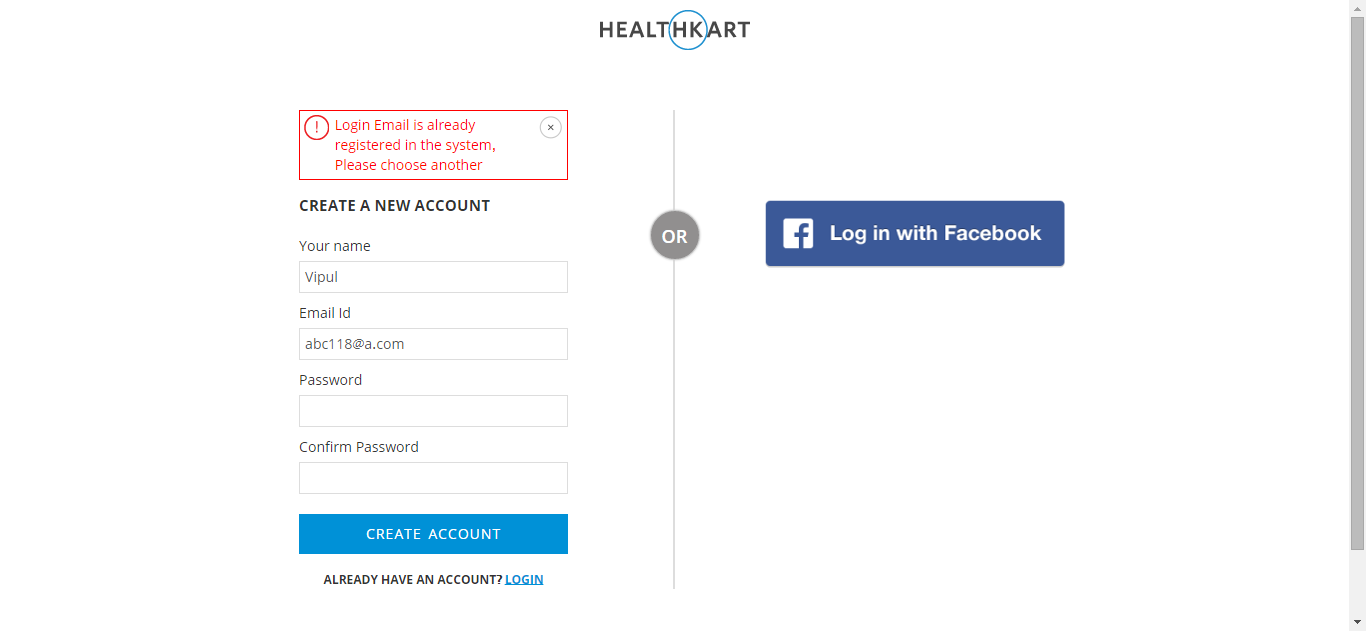 HEALTHKART
Login Email is already
registered in the system,
Please choose another
CREATE A NEW ACCOUNT
Your name
Vipul
Email Id
abc118@a.com
Password
Confirm Password
CREATE ACCOUNT
ALREADY HAVE AN ACCOUNT? LOGIN
OR
Log in with Facebook